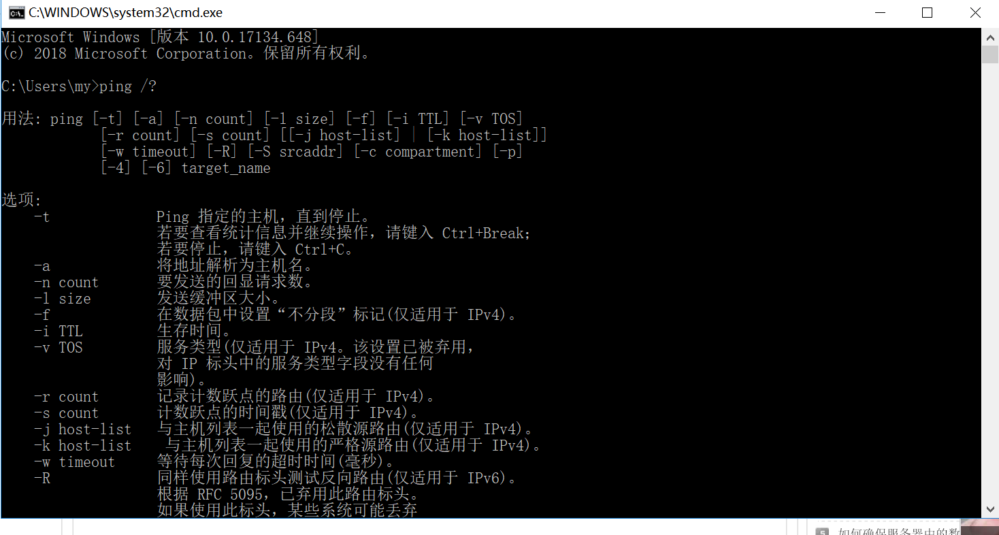 C:\WINDOWS\system32\cmd.exe
Microsoft Windows [版本 10.0.17134.648]
(c) 2018 Microsoft Corporation。保留所有权利。
C:\Users\my>ping /?
用法: ping [-t] [-a] [-n count] [-l size] [-f] [-i TTL] [-v TOS]
[-r count] [-s count] [[-j host-list] | [-k host-list]]
[-w timeout] [-R] [-S srcaddr] [-c compartment] [-p]
[-4] [-6] target_name
选项:
-t Ping 指定的主机，直到停止。
若要查看统计信息并继续操作，请键入 Ctrl+Break;
若要停止，请键入 Ctrl+C。
-a 将地址解析为主机名。
-n count 要发送的回显请求数。
-l size 发送缓冲区大小。
-f 在数据包中设置“不分段”标记(仅适用于 IPv4)。
-i TTL 生存时间。
-v TOS 服务类型(仅适用于 IPv4。该设置已被弃用，
对 IP 标头中的服务类型字段没有任何
影响)。
-r count 记录计数跃点的路由(仅适用于 IPv4)。
-s count 计数跃点的时间戳(仅适用于 IPv4)。
-j host-list 与主机列表一起使用的松散源路由(仅适用于 IPv4)。
-k host-list 与主机列表一起使用的严格源路由(仅适用于 IPv4)。
-w timeout 等待每次回复的超时时间(毫秒)。
-R 同样使用路由标头测试反向路由(仅适用于 IPv6)。
根据 RFC 5095，已弃用此路由标头。
如果使用此标头，某些系统可能丢弃
5 如何确保服务器中的数